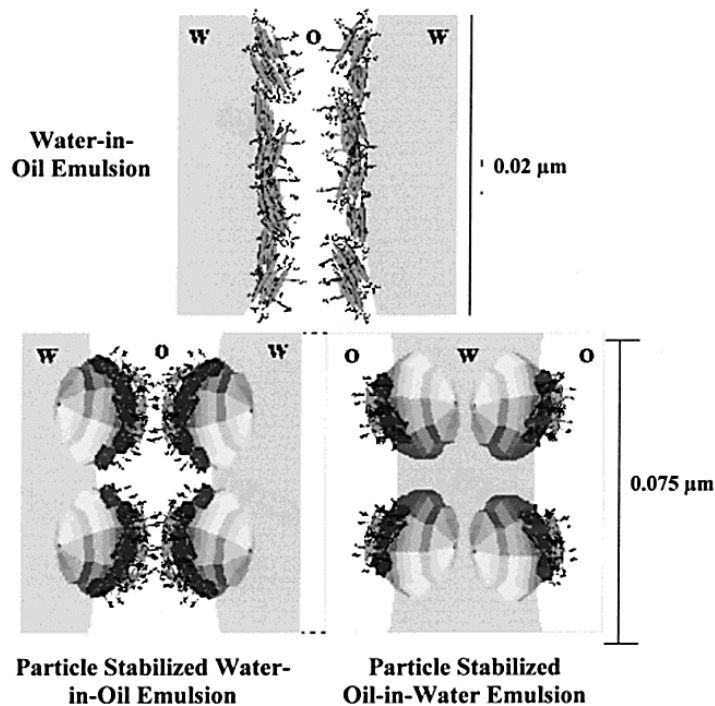 W O W
Water-in-
Oil Emulsion
0.02 μm
W O W
O W O
0.075 μm
Particle Stabilized Water-
in-Oil Emulsion
Particle Stabilized
Oil-in-Water Emulsion